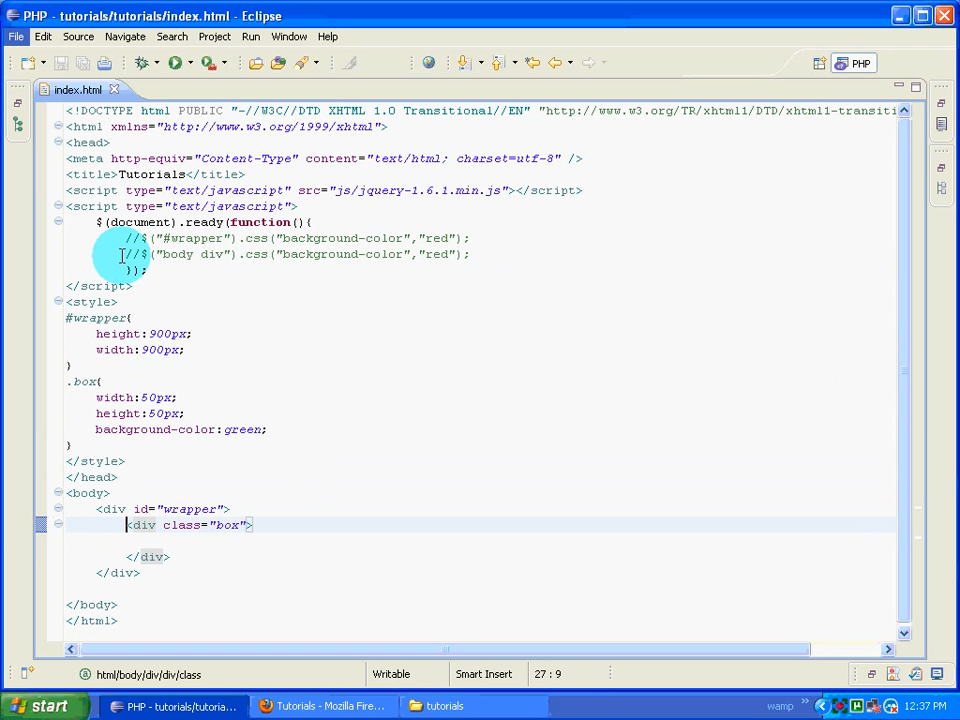 PHP - tutorials/tutorials/index.html - Eclipse
File Edit Source Navigate Search Project Run Window Help
PHP
index.html
<!DOCTYPE html PUBLIC "-//W3C//DTD XHTML 1.0 Transitional//EN" "http://www.w3.org/TR/xhtml1/DTD/xhtml1-transiti
<html xmlns="http://www.w3.org/1999/xhtml">
<head>
<meta http-equiv="Content-Type" content="text/html; charset=utf-8" />
<title>Tutorials</title>
<script type="text/javascript" src="js/jquery-1.6.1.min.js"></script>
<script type="text/javascript">
$(document).ready(function(){
//$("#wrapper").css("background-color","red");
//$("body div").css("background-color","red");
});
</script>
<style>
#wrapper{
height:900px;
width:900px;
}
.box{
width:50px;
height:50px;
background-color:green;
}
</style>
</head>
<body>
<div id="wrapper">
<div class="box">
</div>
</div>
</body>
</html>
html/body/div/div/class Writable Smart Insert 27 : 9
start PHP - tutorials/tutoria... Tutorials - Mozilla Fire... tutorials wamp » 12:37 PM